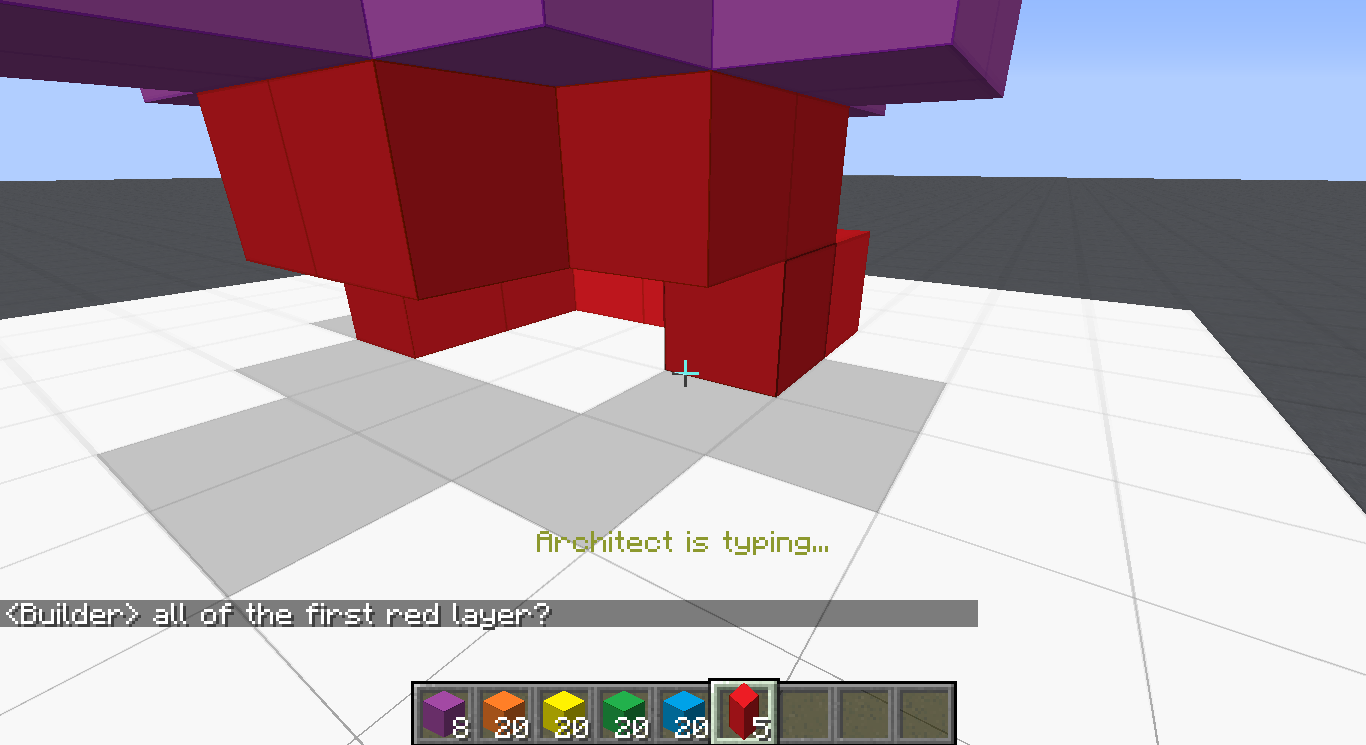 Architect is typing...
<Builder> all of the first red layer?
8 20 20 20 20 5